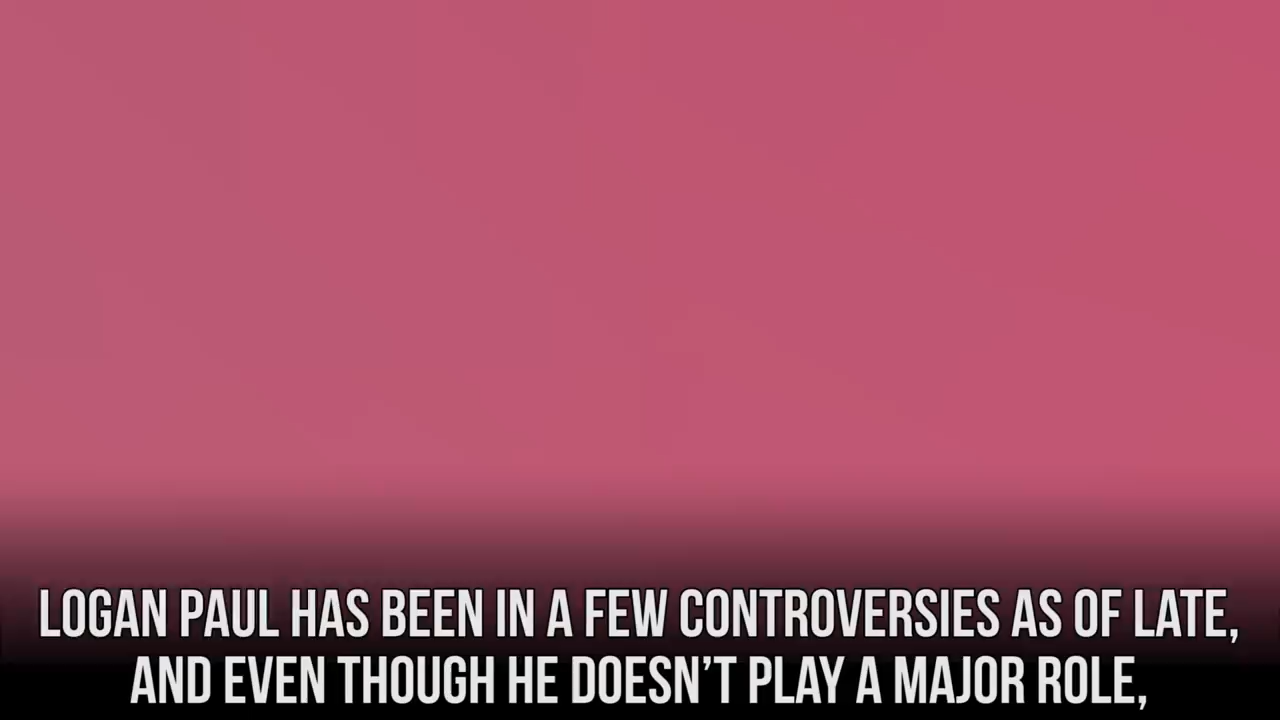 LOGAN PAUL HAS BEEN IN A FEW CONTROVERSIES AS OF LATE,
AND EVEN THOUGH HE DOESN’T PLAY A MAJOR ROLE,